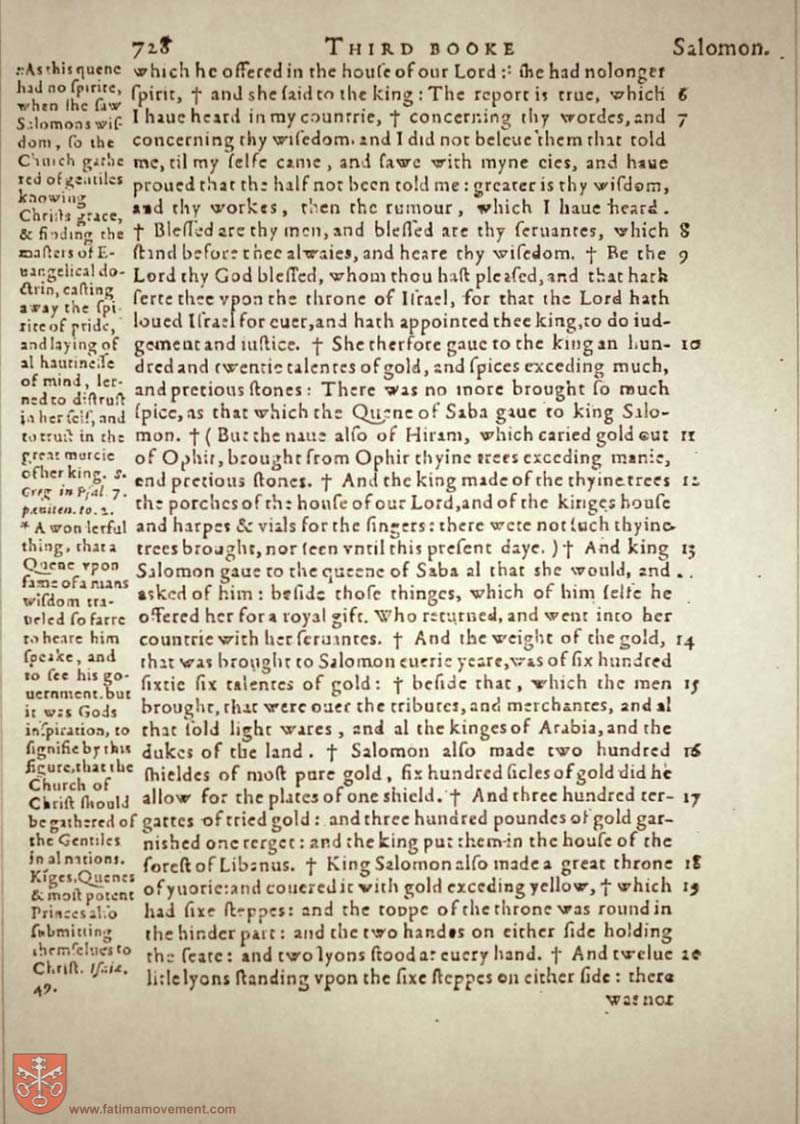 728 THIRD BOOKE Salomon.
:As this quene
had no spirite,
when she saw
Salomons wis-
dom, so the
Church gathe
red of gentiles
knowing
Christs grace,
& finding the
masters of E-
uangelical do-
ctrin, casting
away the spi-
rite of pride,
and laying of
al hautinesse
of mind, ler-
ned to distrust
in her self, and
to trust in the
great mercie
of her king. S.
Greg in Psal. 7.
pœniten. to. 2.
* A wonderful
thing, that a
Quene vpon
fame of a mans
wisdom tra-
ueled so farre
to heare him
speake, and
to see his go-
uernment. but
it was Gods
inspiration, to
signifie by this
figure, that the
Church of
Christ should
be gathered of
the Gentiles
in al nations.
Kiges, Quenes
& most potent
Princes also
submitting
themselues to
Christ. Isaie.
49.
which he offered in the house of our Lord :: she had no longer
spirit, † and she said to the king : The report is true, which 6
I haue heard in my countrie, † concerning thy wordes, and 7
concerning thy wisedom. and I did not beleue them that told
me, til my selfe came , and sawe with myne eies, and haue
proued that the half not been told me : greater is thy wisdom,
and thy workes, then the rumour, which I haue heard.
† Blessed are thy men, and blessed are thy seruantes, which 8
stand before thee alwaies, and heare thy wisedom. † Be the 9
Lord thy God blessed, whom thou hast pleased, and that hath
sette thee vpon the throne of Israel, for that the Lord hath
loued Israel for euer, and hath appointed thee king, to do iud-
gement and iustice. † She therfore gaue to the king an hun- 10
dred and twentie talentes of gold, and spices exceding much,
and pretious stones : There was no more brought so much
spice, as that which the Quene of Saba gaue to king Salo-
mon. † ( But the naue also of Hiram, which caried gold out 11
of Ophir, brought from Ophir thyine trees exceding manie,
end pretious stones. † And the king made of the thyine trees 12
the porches of the house of our Lord, and of the kinges house
and harpes & vials for the singers : there were not such thyine
trees brought, nor seen vntil this present daye. ) † And king 13
Salomon gaue to the queene of Saba al that she would, and
asked of him : beside those thinges, which of him selfe he
offered her for a royal gift. Who returned, and went into her
countrie with her seruantes. † And the weight of the gold, 14
that was brought to Salomon euerie yeare, was of six hundred
sixtie six talentes of gold : † beside that , which the men 15
brought, that were ouer the tributes, and merchantes, and al
that sold light wares , and al the kinges of Arabia, and the
dukes of the land . † Salomon also made two hundred 16
shieldes of most pure gold , six hundred sicles of gold did he
allow for the plates of one shield. † And three hundred ter- 17
gattes of tried gold : and three hundred poundes of gold gar-
nished one terget : and the king put them in the house of the
forest of Libanus. † King Salomon also made a great throne 18
of yuorie: and couered it with gold exceding yellow, † which 19
had sixe steppes : and the toppe of the throne was round in
the hinder part : and the two handes on either side holding
the seate : and two lyons stood at euery hand. † And twelue 20
litle lyons standing vpon the sixe steppes on either side : there
was not
www.fatimamovement.com